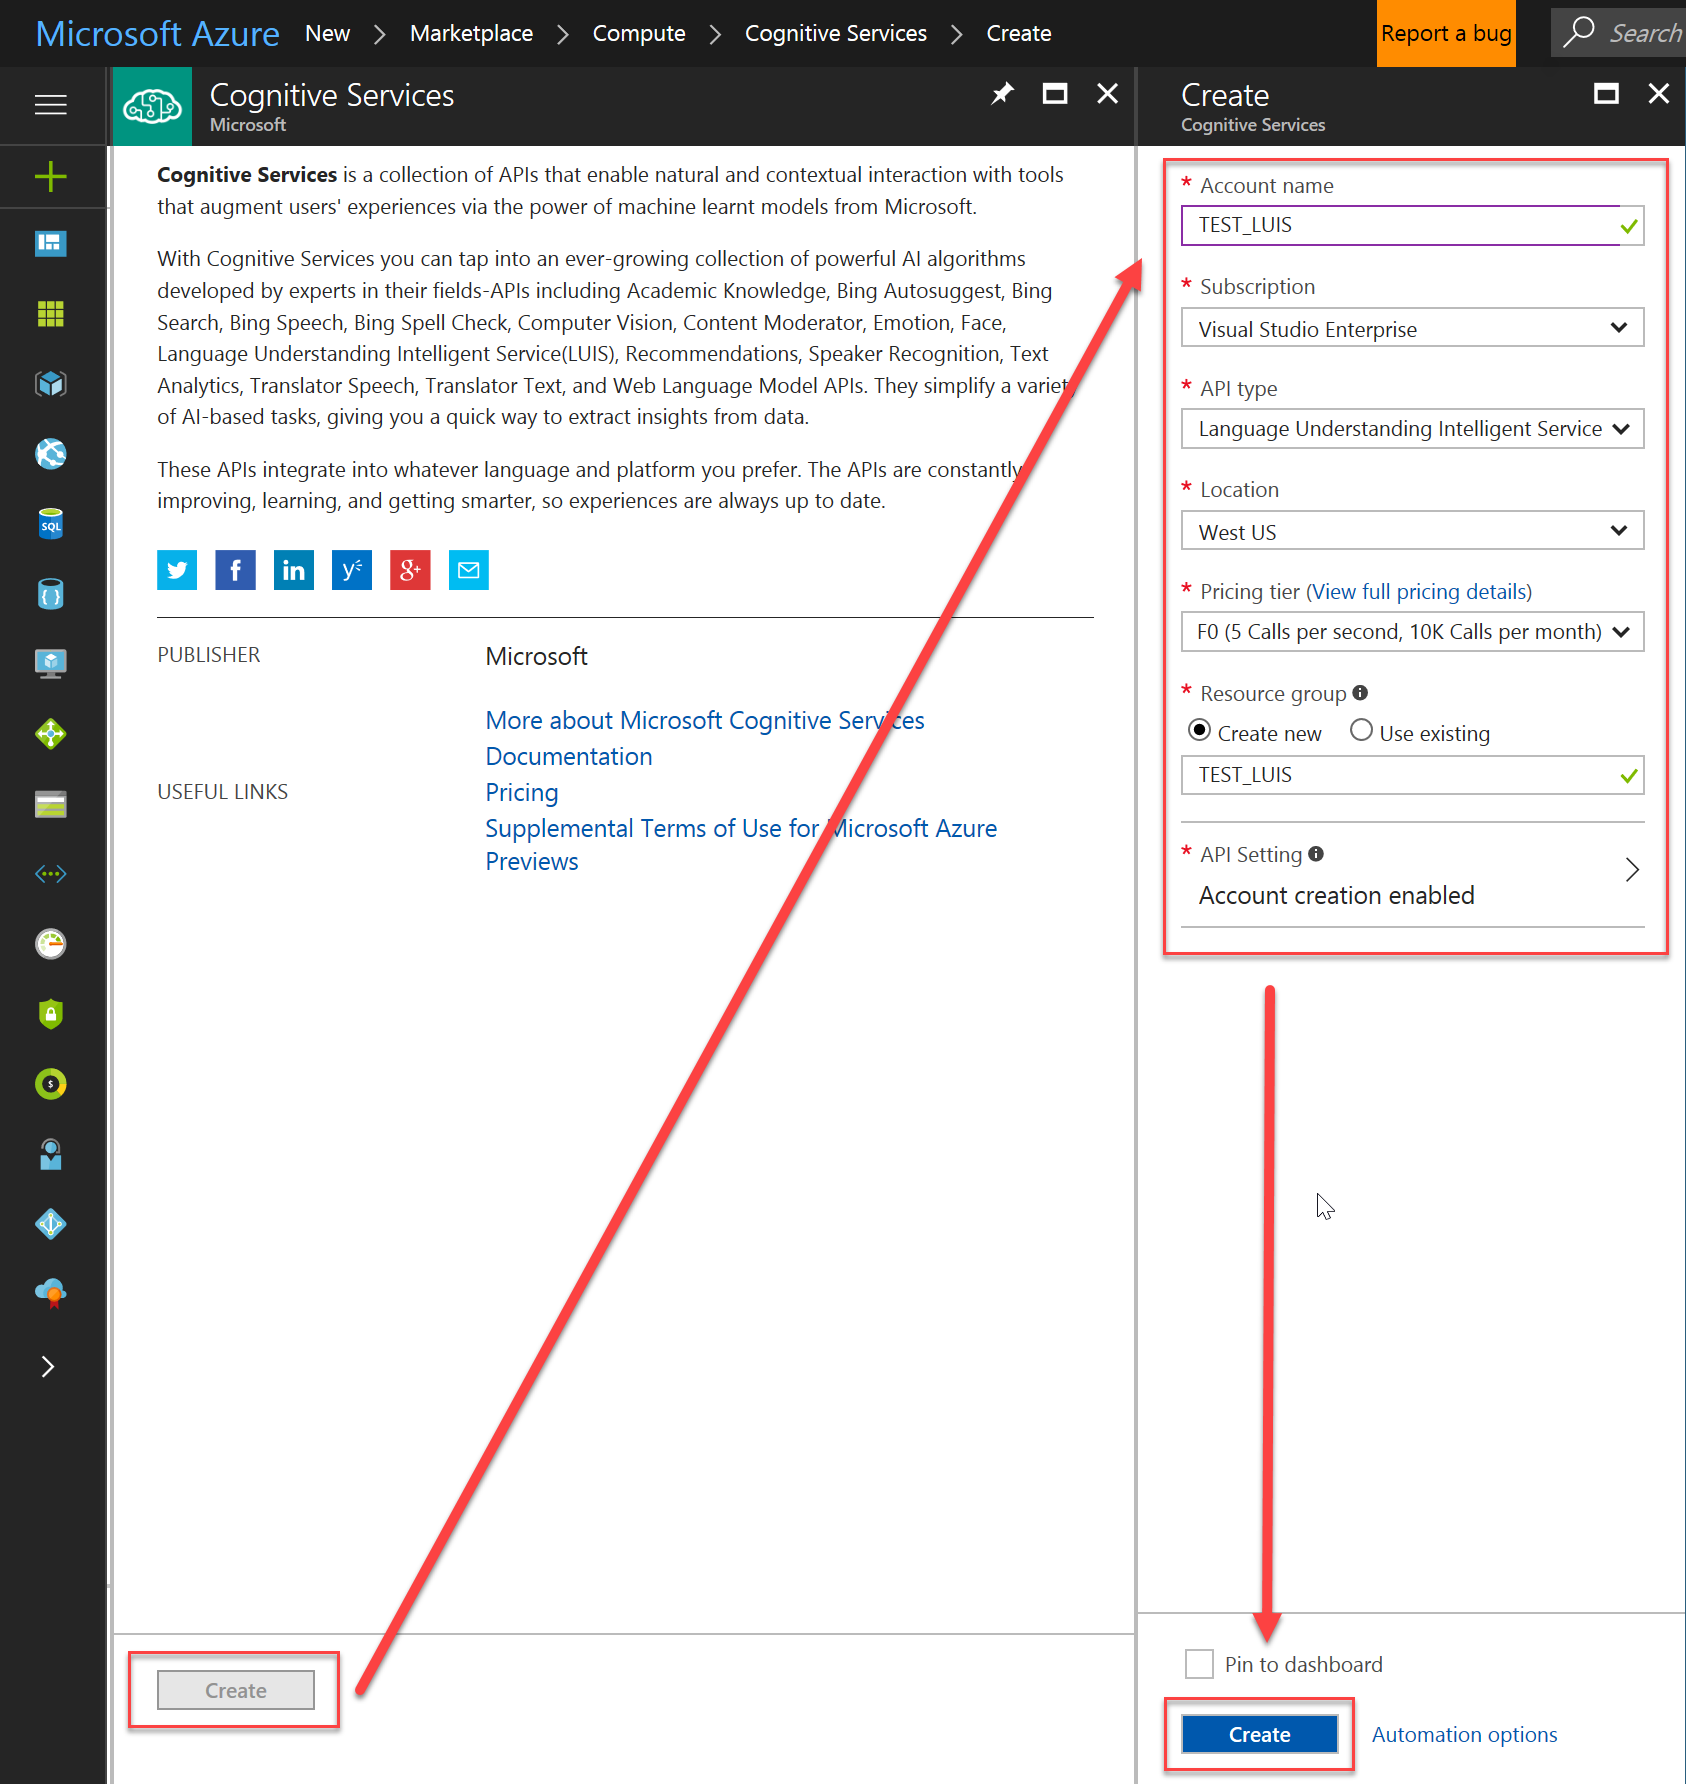 Microsoft Azure New > Marketplace > Compute > Cognitive Services > Create Report a bug Search
Cognitive Services
Microsoft
Cognitive Services is a collection of APIs that enable natural and contextual interaction with tools
that augment users' experiences via the power of machine learnt models from Microsoft.
With Cognitive Services you can tap into an ever-growing collection of powerful AI algorithms
developed by experts in their fields-APIs including Academic Knowledge, Bing Autosuggest, Bing
Search, Bing Speech, Bing Spell Check, Computer Vision, Content Moderator, Emotion, Face,
Language Understanding Intelligent Service(LUIS), Recommendations, Speaker Recognition, Text
Analytics, Translator Speech, Translator Text, and Web Language Model APIs. They simplify a variety
of AI-based tasks, giving you a quick way to extract insights from data.
These APIs integrate into whatever language and platform you prefer. The APIs are constantly
improving, learning, and getting smarter, so experiences are always up to date.
PUBLISHER
Microsoft
USEFUL LINKS
More about Microsoft Cognitive Services
Documentation
Pricing
Supplemental Terms of Use for Microsoft Azure
Previews
Create
Create
Cognitive Services
* Account name
TEST_LUIS
* Subscription
Visual Studio Enterprise
* API type
Language Understanding Intelligent Service
* Location
West US
* Pricing tier (View full pricing details)
F0 (5 Calls per second, 10K Calls per month)
* Resource group
Create new Use existing
TEST_LUIS
* API Setting
Account creation enabled
Pin to dashboard
Create Automation options